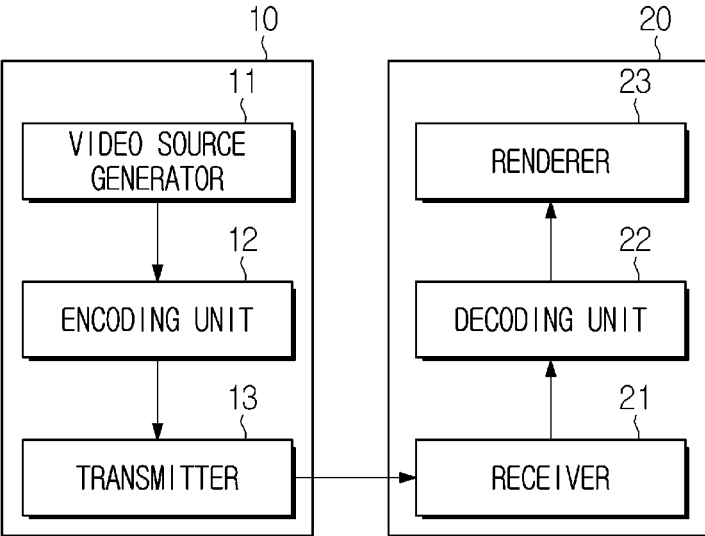 10
11
VIDEO SOURCE
GENERATOR
12
ENCODING UNIT
13
TRANSMITTER
20
23
RENDERER
22
DECODING UNIT
21
RECEIVER